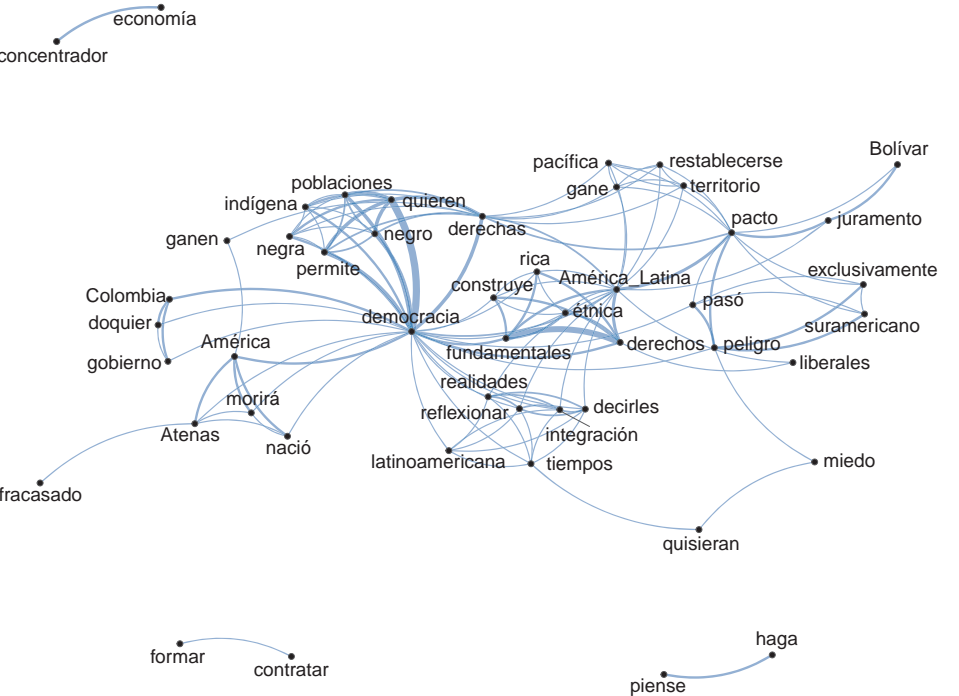 economía
concentrador
Bolívar
pacífica
restablecerse
poblaciones
gane
territorio
indígena
quieren
pacto
juramento
ganen
negra
negro
derechas
permite
rica
exclusivamente
construye
América_Latina
Colombia
pasó
doquier
democracia
étnica
suramericano
América
fundamentales
derechos
peligro
gobierno
liberales
realidades
morirá
reflexionar
decirles
Atenas
integración
nació
latinoamericana
tiempos
miedo
fracasado
quisieran
haga
formar
contratar
piense